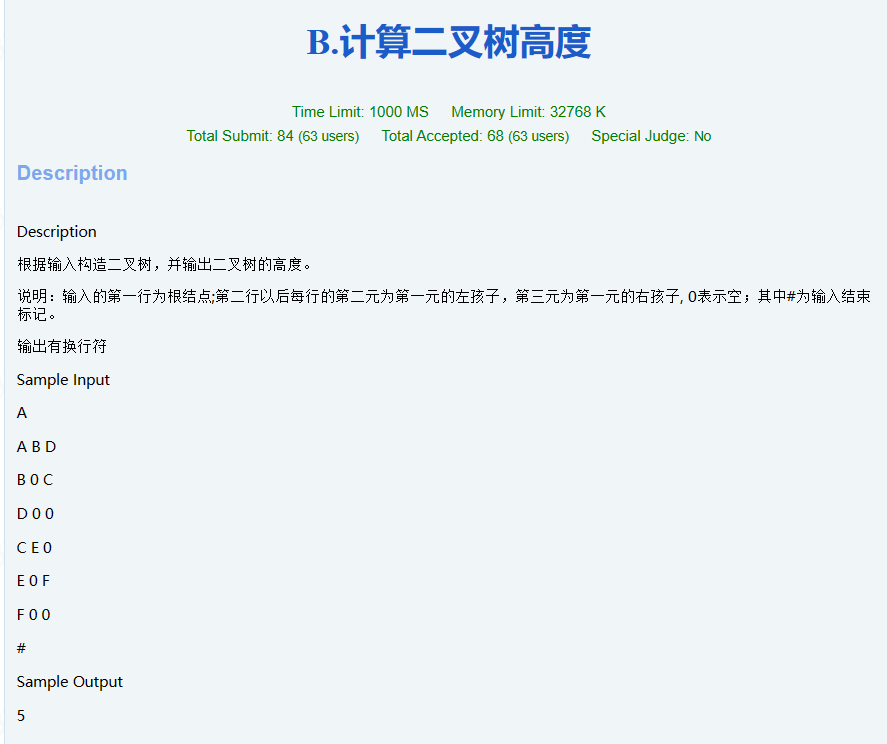 B.计算二叉树高度
Time Limit: 1000 MS Memory Limit: 32768 K
Total Submit: 84 (63 users) Total Accepted: 68 (63 users) Special Judge: No
Description
Description
根据输入构造二叉树，并输出二叉树的高度。
说明：输入的第一行为根结点;第二行以后每行的第二元为第一元的左孩子，第三元为第一元的右孩子, 0表示空；其中#为输入结束
标记。
输出有换行符
Sample Input
A
A B D
B 0 C
D 0 0
C E 0
E 0 F
F 0 0
#
Sample Output
5